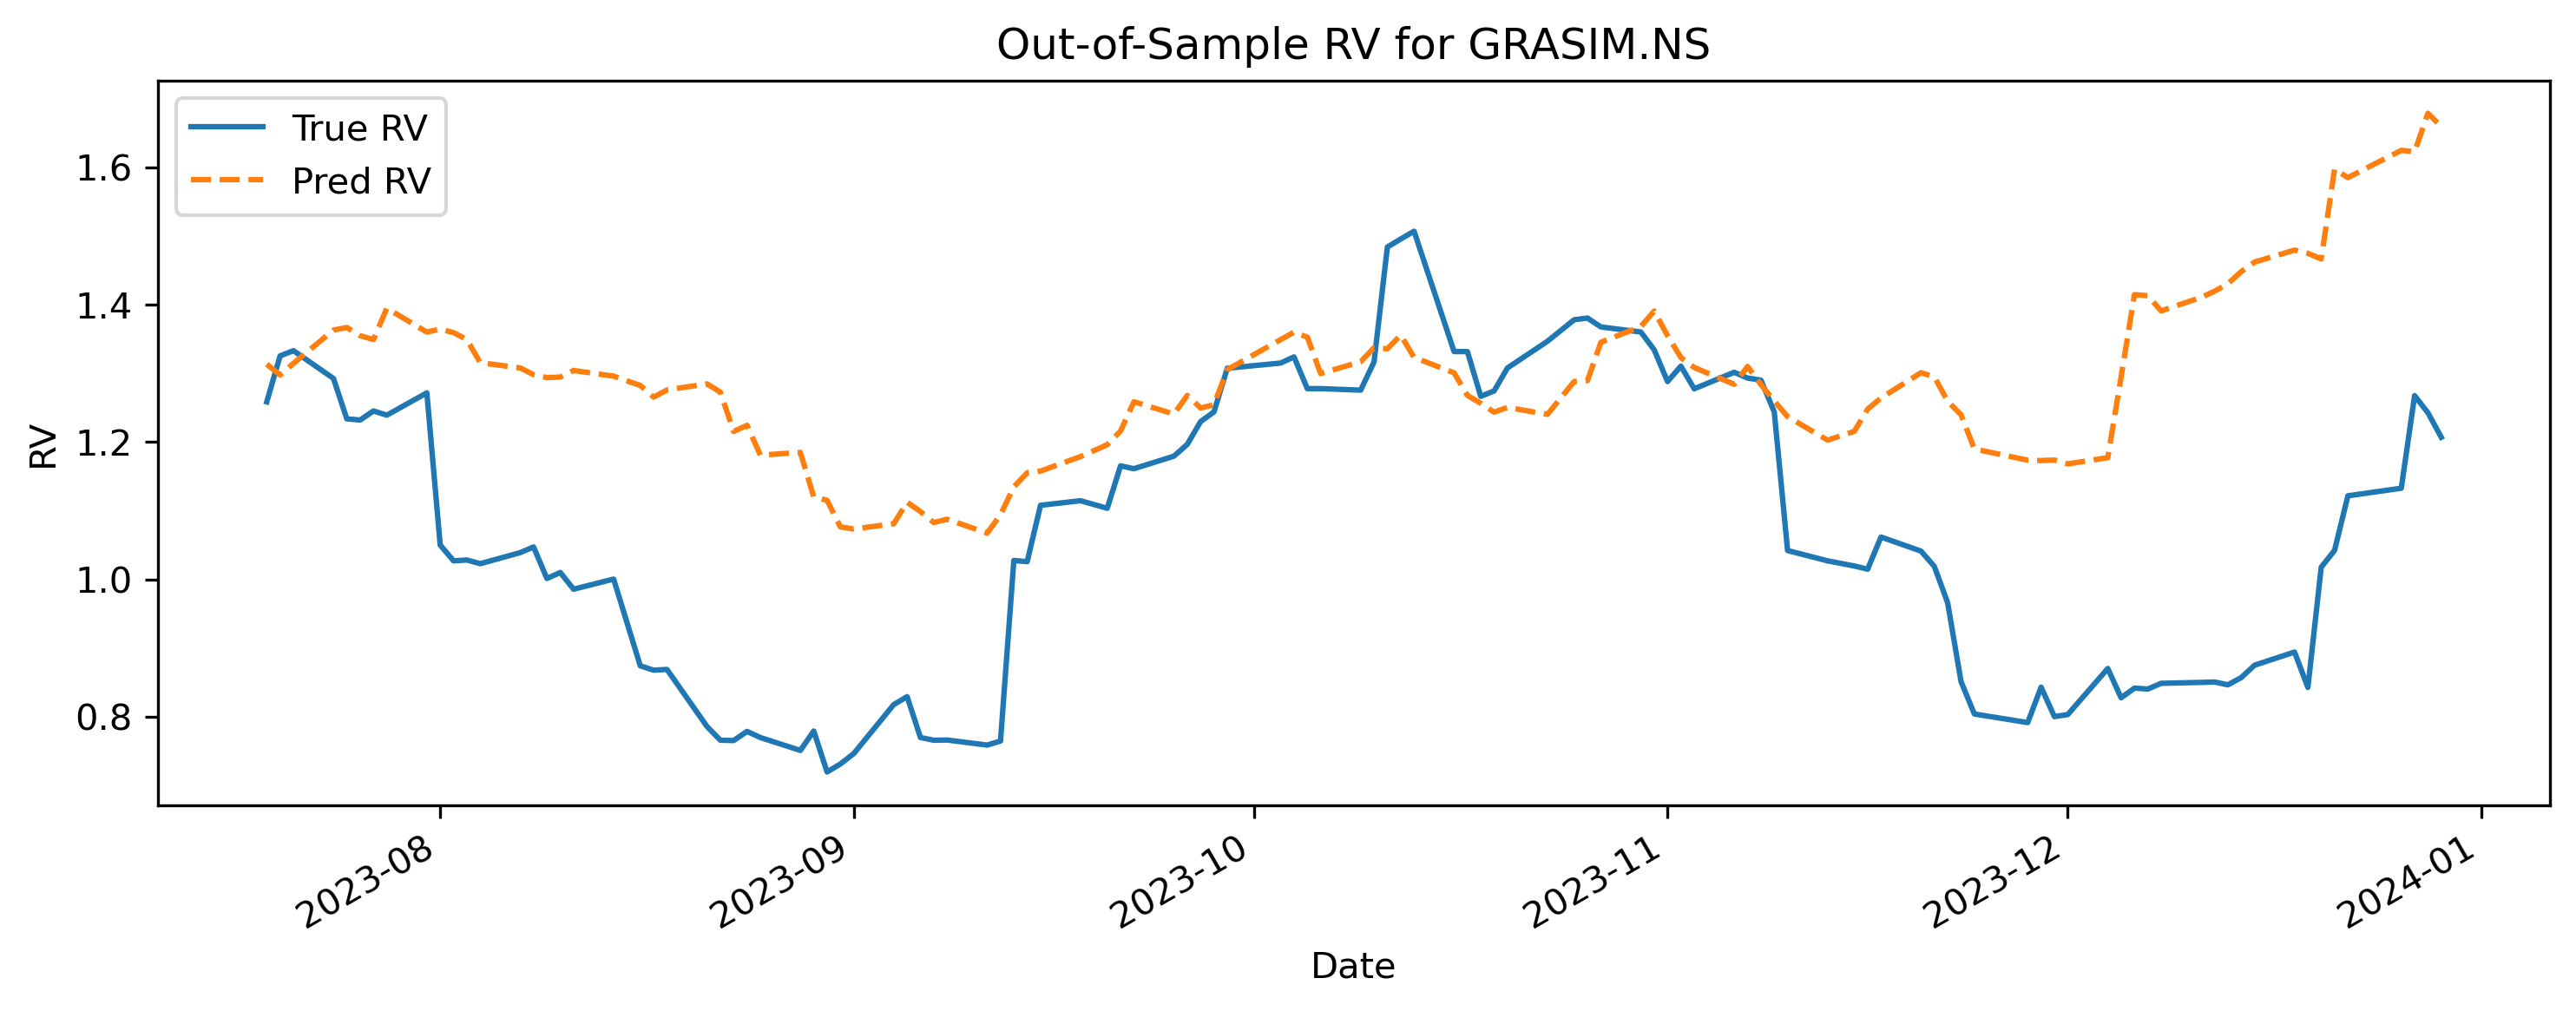 Out-of-Sample RV for GRASIM.NS
True RV
Pred RV
1.6
1.4
1.2
1.0
0.8
RV
2023-08
2023-09
2023-10
2023-11
2023-12
2024-01
Date